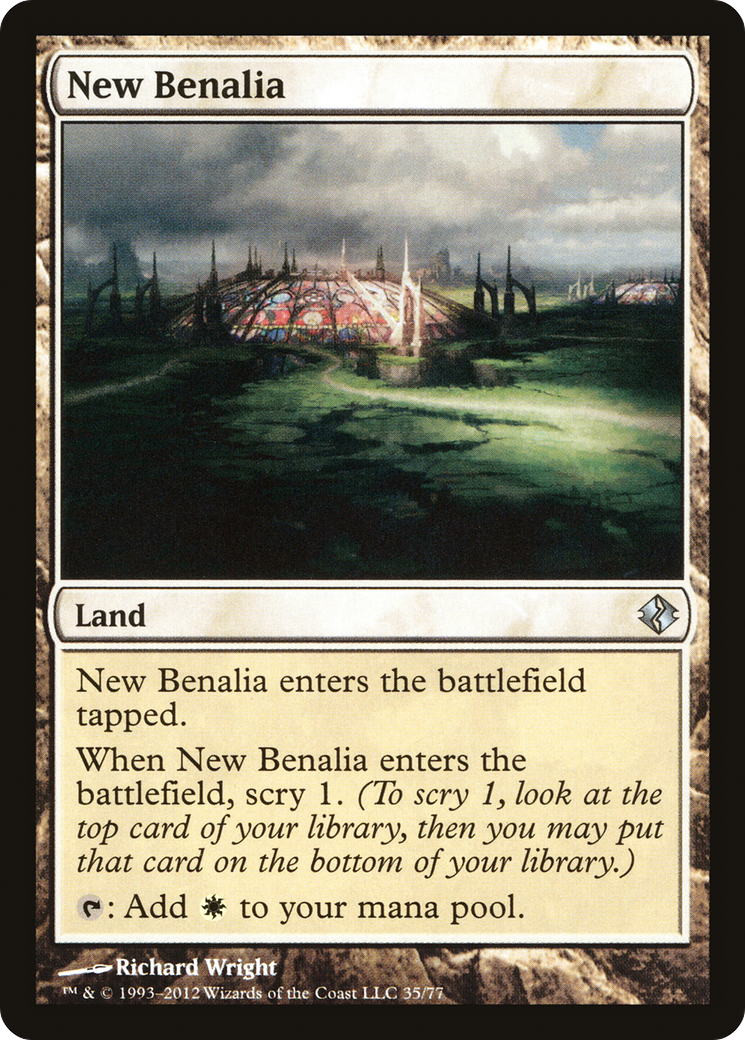 New Benalia
Land
New Benalia enters the battlefield
tapped.
When New Benalia enters the
battlefield, scry 1. (To scry 1, look at the
top card of your library, then you may put
that card on the bottom of your library.)
: Add to your mana pool.
Richard Wright
™ & © 1993–2012 Wizards of the Coast LLC 35/77